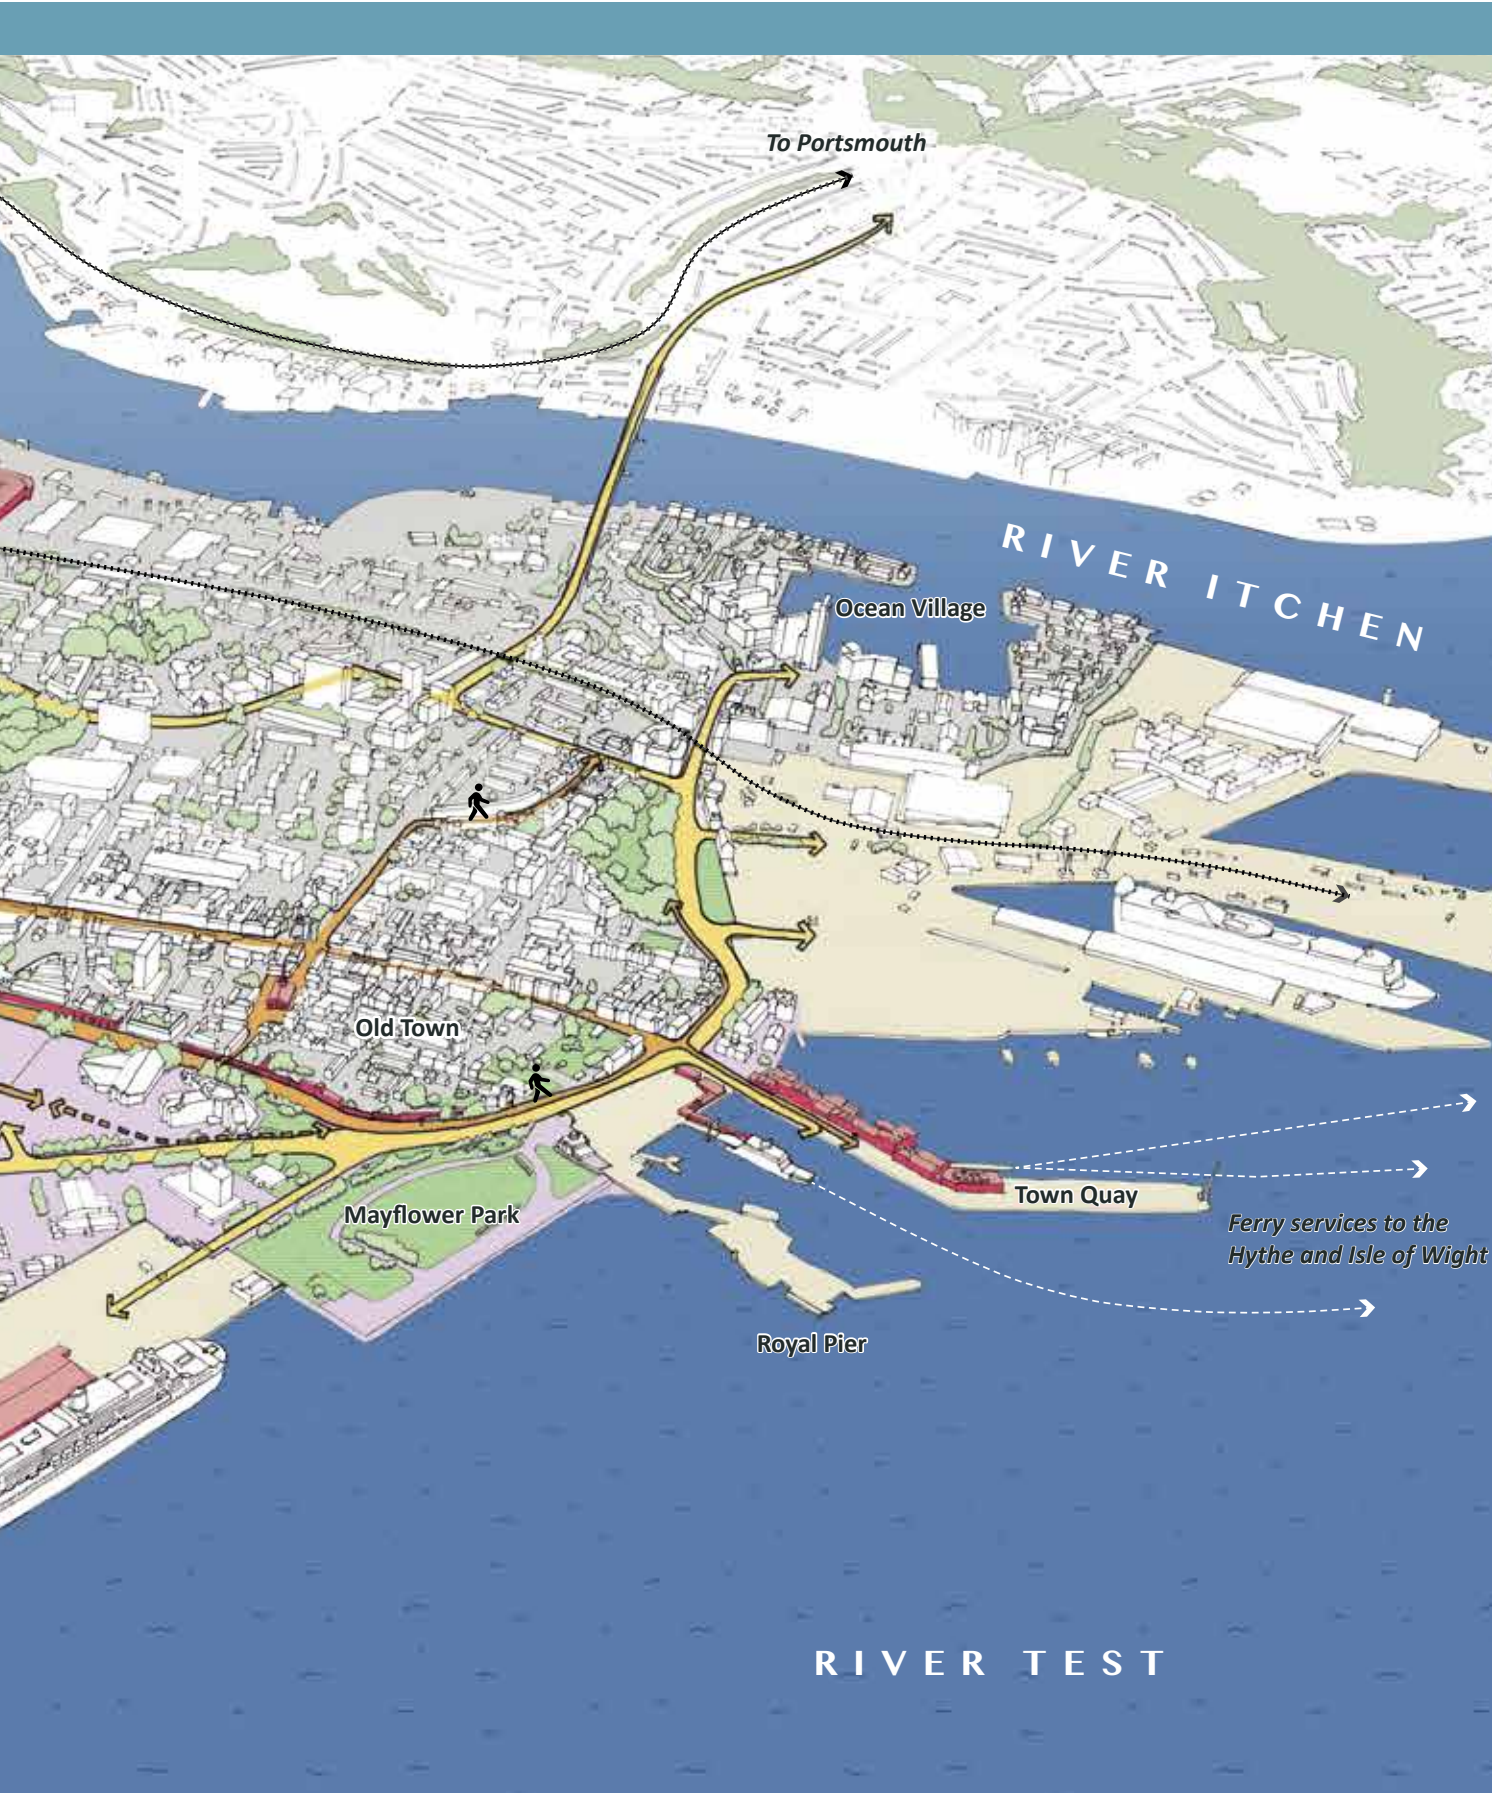 To Portsmouth
RIVER ITCHEN
Ocean Village
Old Town
Town Quay
Mayflower Park
Ferry services to the
Hythe and Isle of Wight
Royal Pier
RIVER TEST